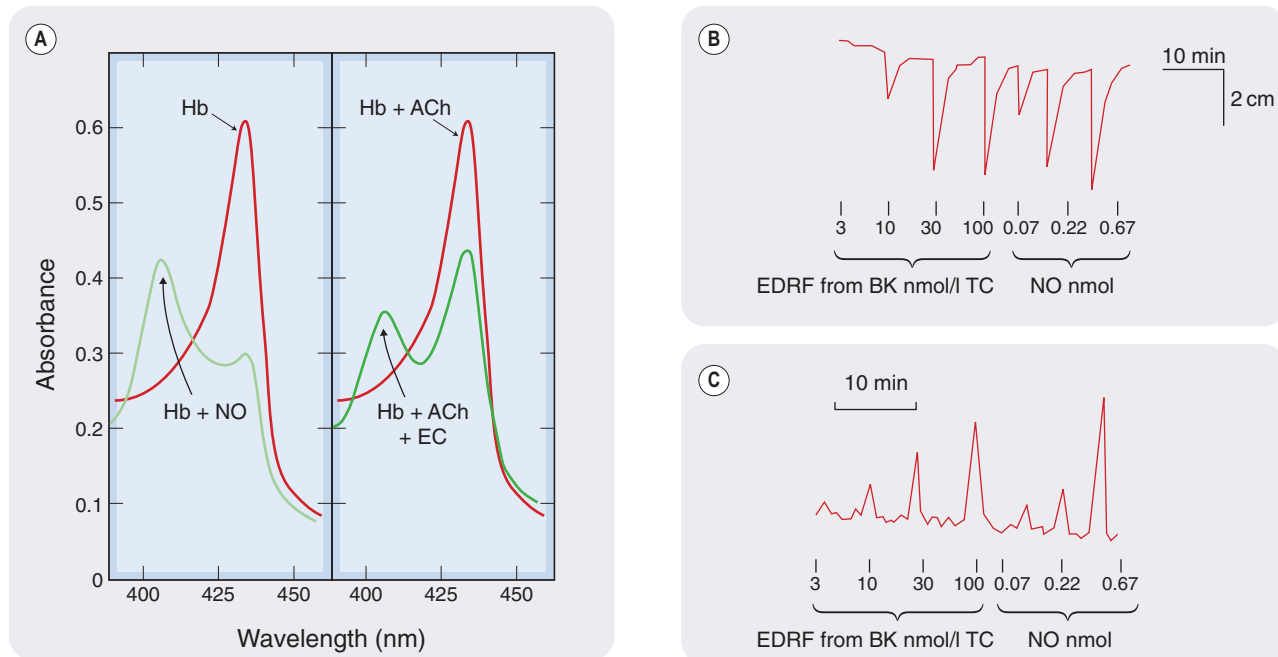 A
Absorbance
0.6
0.5
0.4
0.3
0.2
0.1
0
Hb
Hb + NO
Hb + ACh
Hb + ACh
+ EC
400 425 450 400 425 450
Wavelength (nm)
B
10 min
2 cm
3 10 30 100 0.07 0.22 0.67
EDRF from BK nmol/l TC NO nmol
C
10 min
3 10 30 100 0.07 0.22 0.67
EDRF from BK nmol/l TC NO nmol